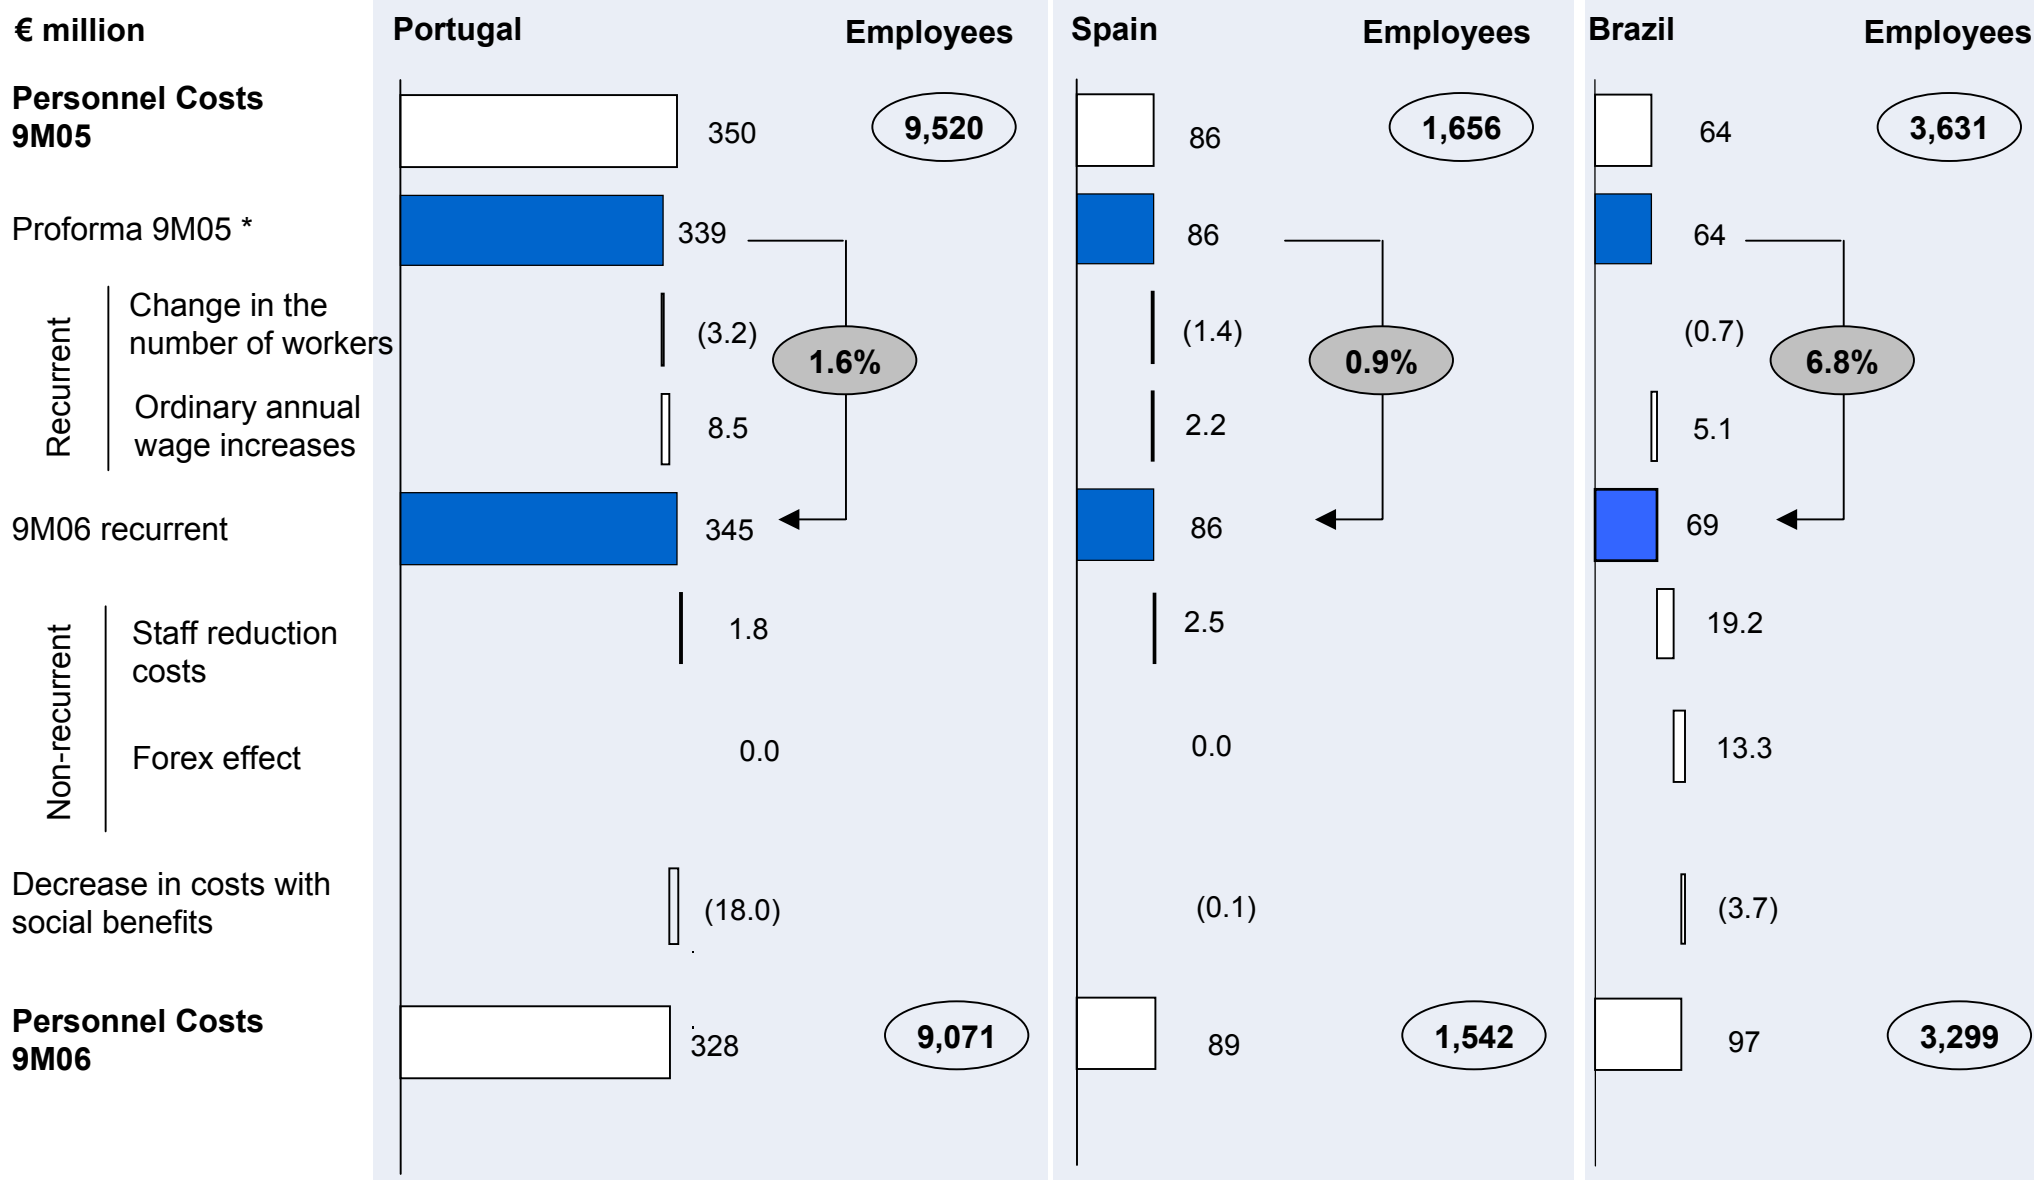 € million Portugal Employees Spain Employees Brazil Employees
Personnel Costs
9M05
350 9,520 86 1,656 64 3,631
Proforma 9M05 * 339 86 64
Recurrent
Change in the
number of workers
(3.2) (1.4) (0.7)
1.6% 0.9% 6.8%
Ordinary annual
wage increases
8.5 2.2 5.1
9M06 recurrent 345 86 69
Non-recurrent
Staff reduction
costs
1.8 2.5 19.2
Forex effect 0.0 0.0 13.3
Decrease in costs with
social benefits
(18.0) (0.1) (3.7)
Personnel Costs
9M06
328 9,071 89 1,542 97 3,299